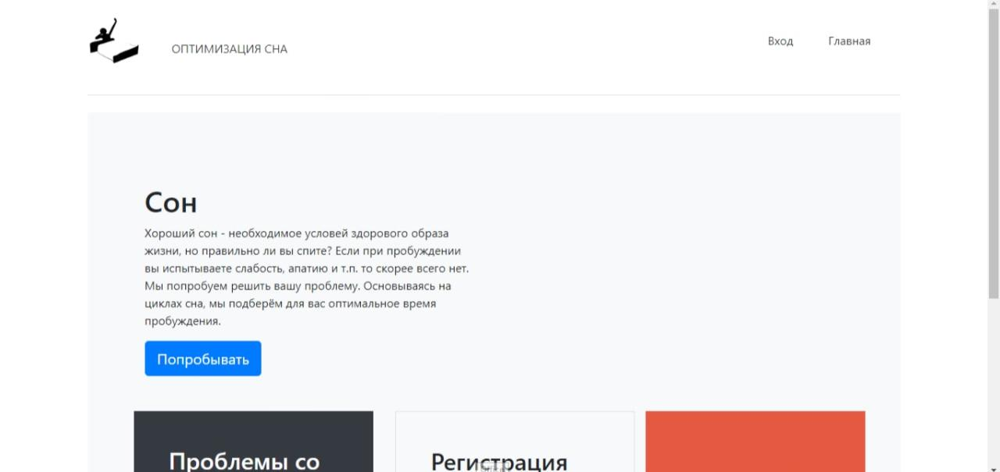 ОПТИМИЗАЦИЯ СНА
Вход
Главная
Сон
Хороший сон - необходимое условей здорового образа
жизни, но правильно ли вы спите? Если при пробуждении
вы испытываете слабость, апатию и т.п. то скорее всего нет.
Мы попробуем решить вашу проблему. Основываясь на
циклах сна, мы подберём для вас оптимальное время
пробуждения.
Попробывать
Проблемы со
Регистрация